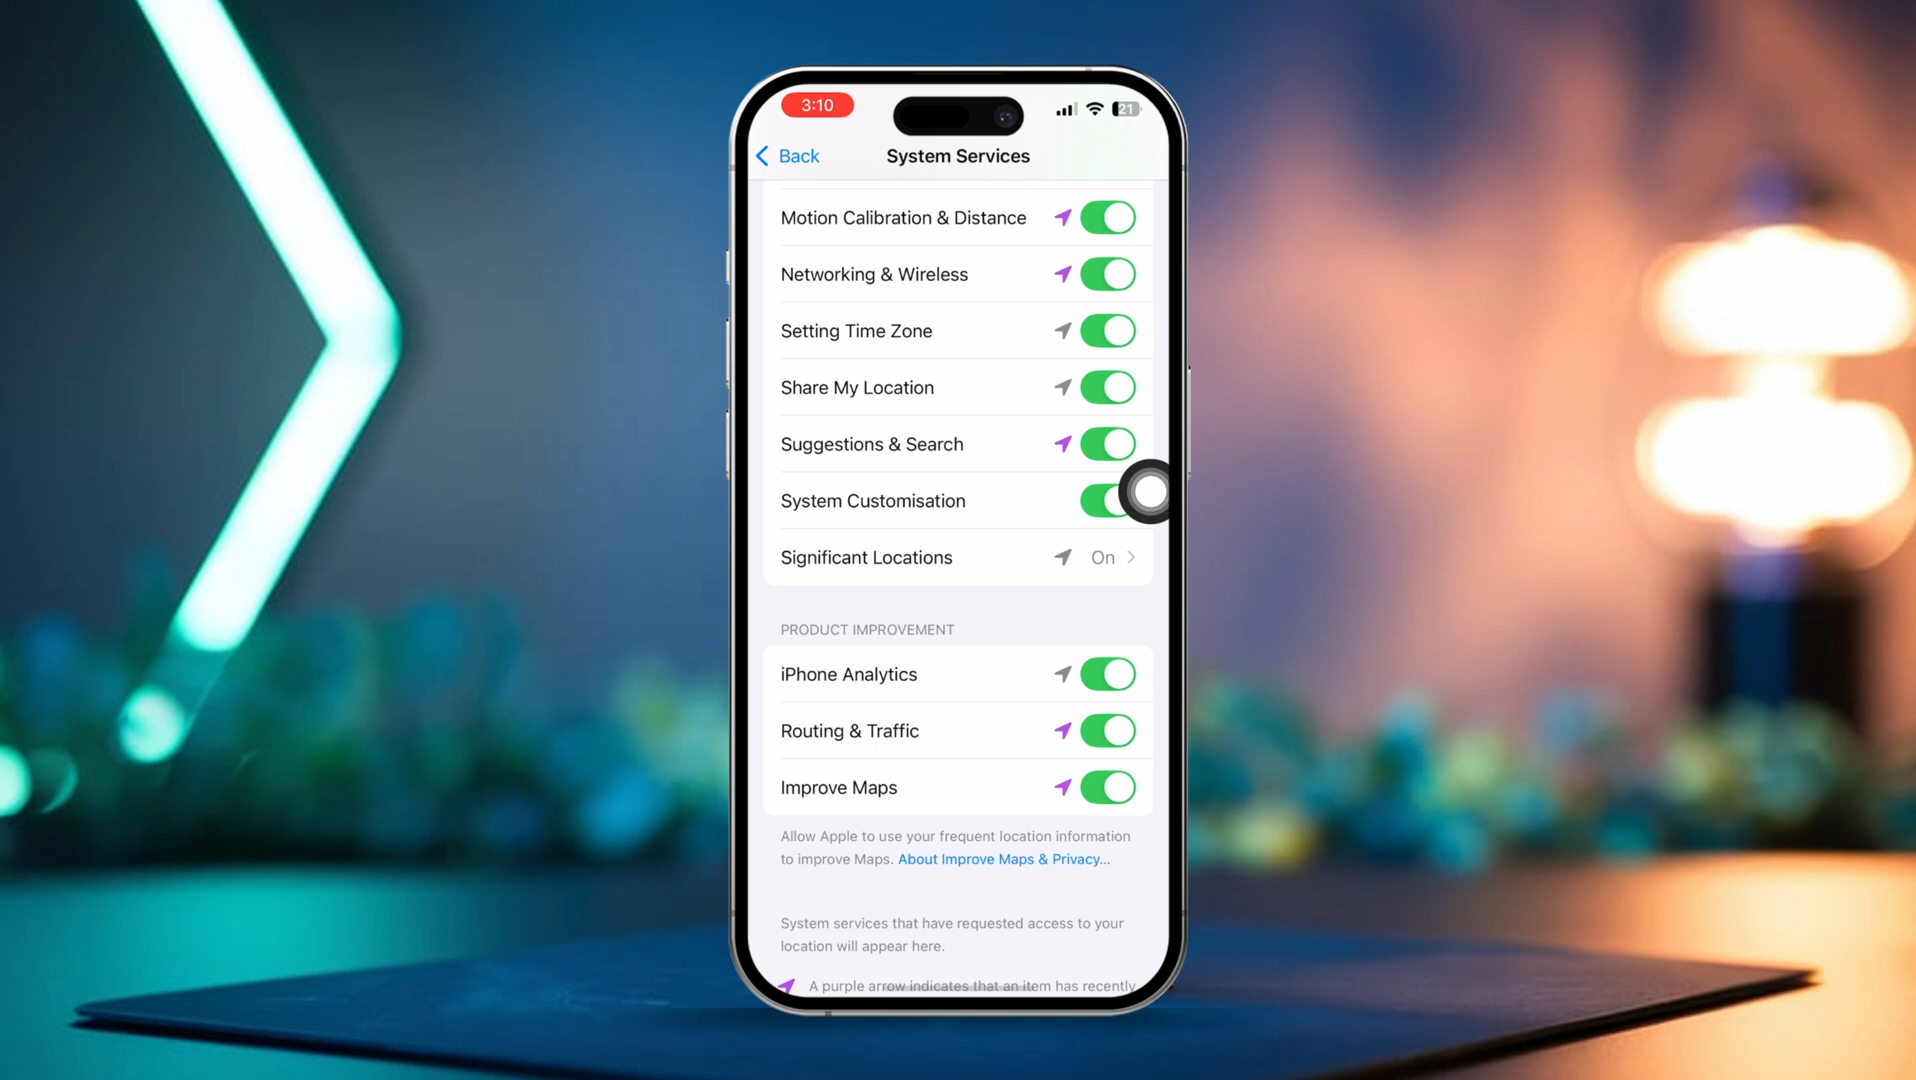 3:10
21
Back
System Services
Motion Calibration & Distance
Networking & Wireless
Setting Time Zone
Share My Location
Suggestions & Search
System Customisation
Significant Locations On
PRODUCT IMPROVEMENT
iPhone Analytics
Routing & Traffic
Improve Maps
Allow Apple to use your frequent location information
to improve Maps. About Improve Maps & Privacy...
System services that have requested access to your
location will appear here.
A purple arrow indicates that an item has recently